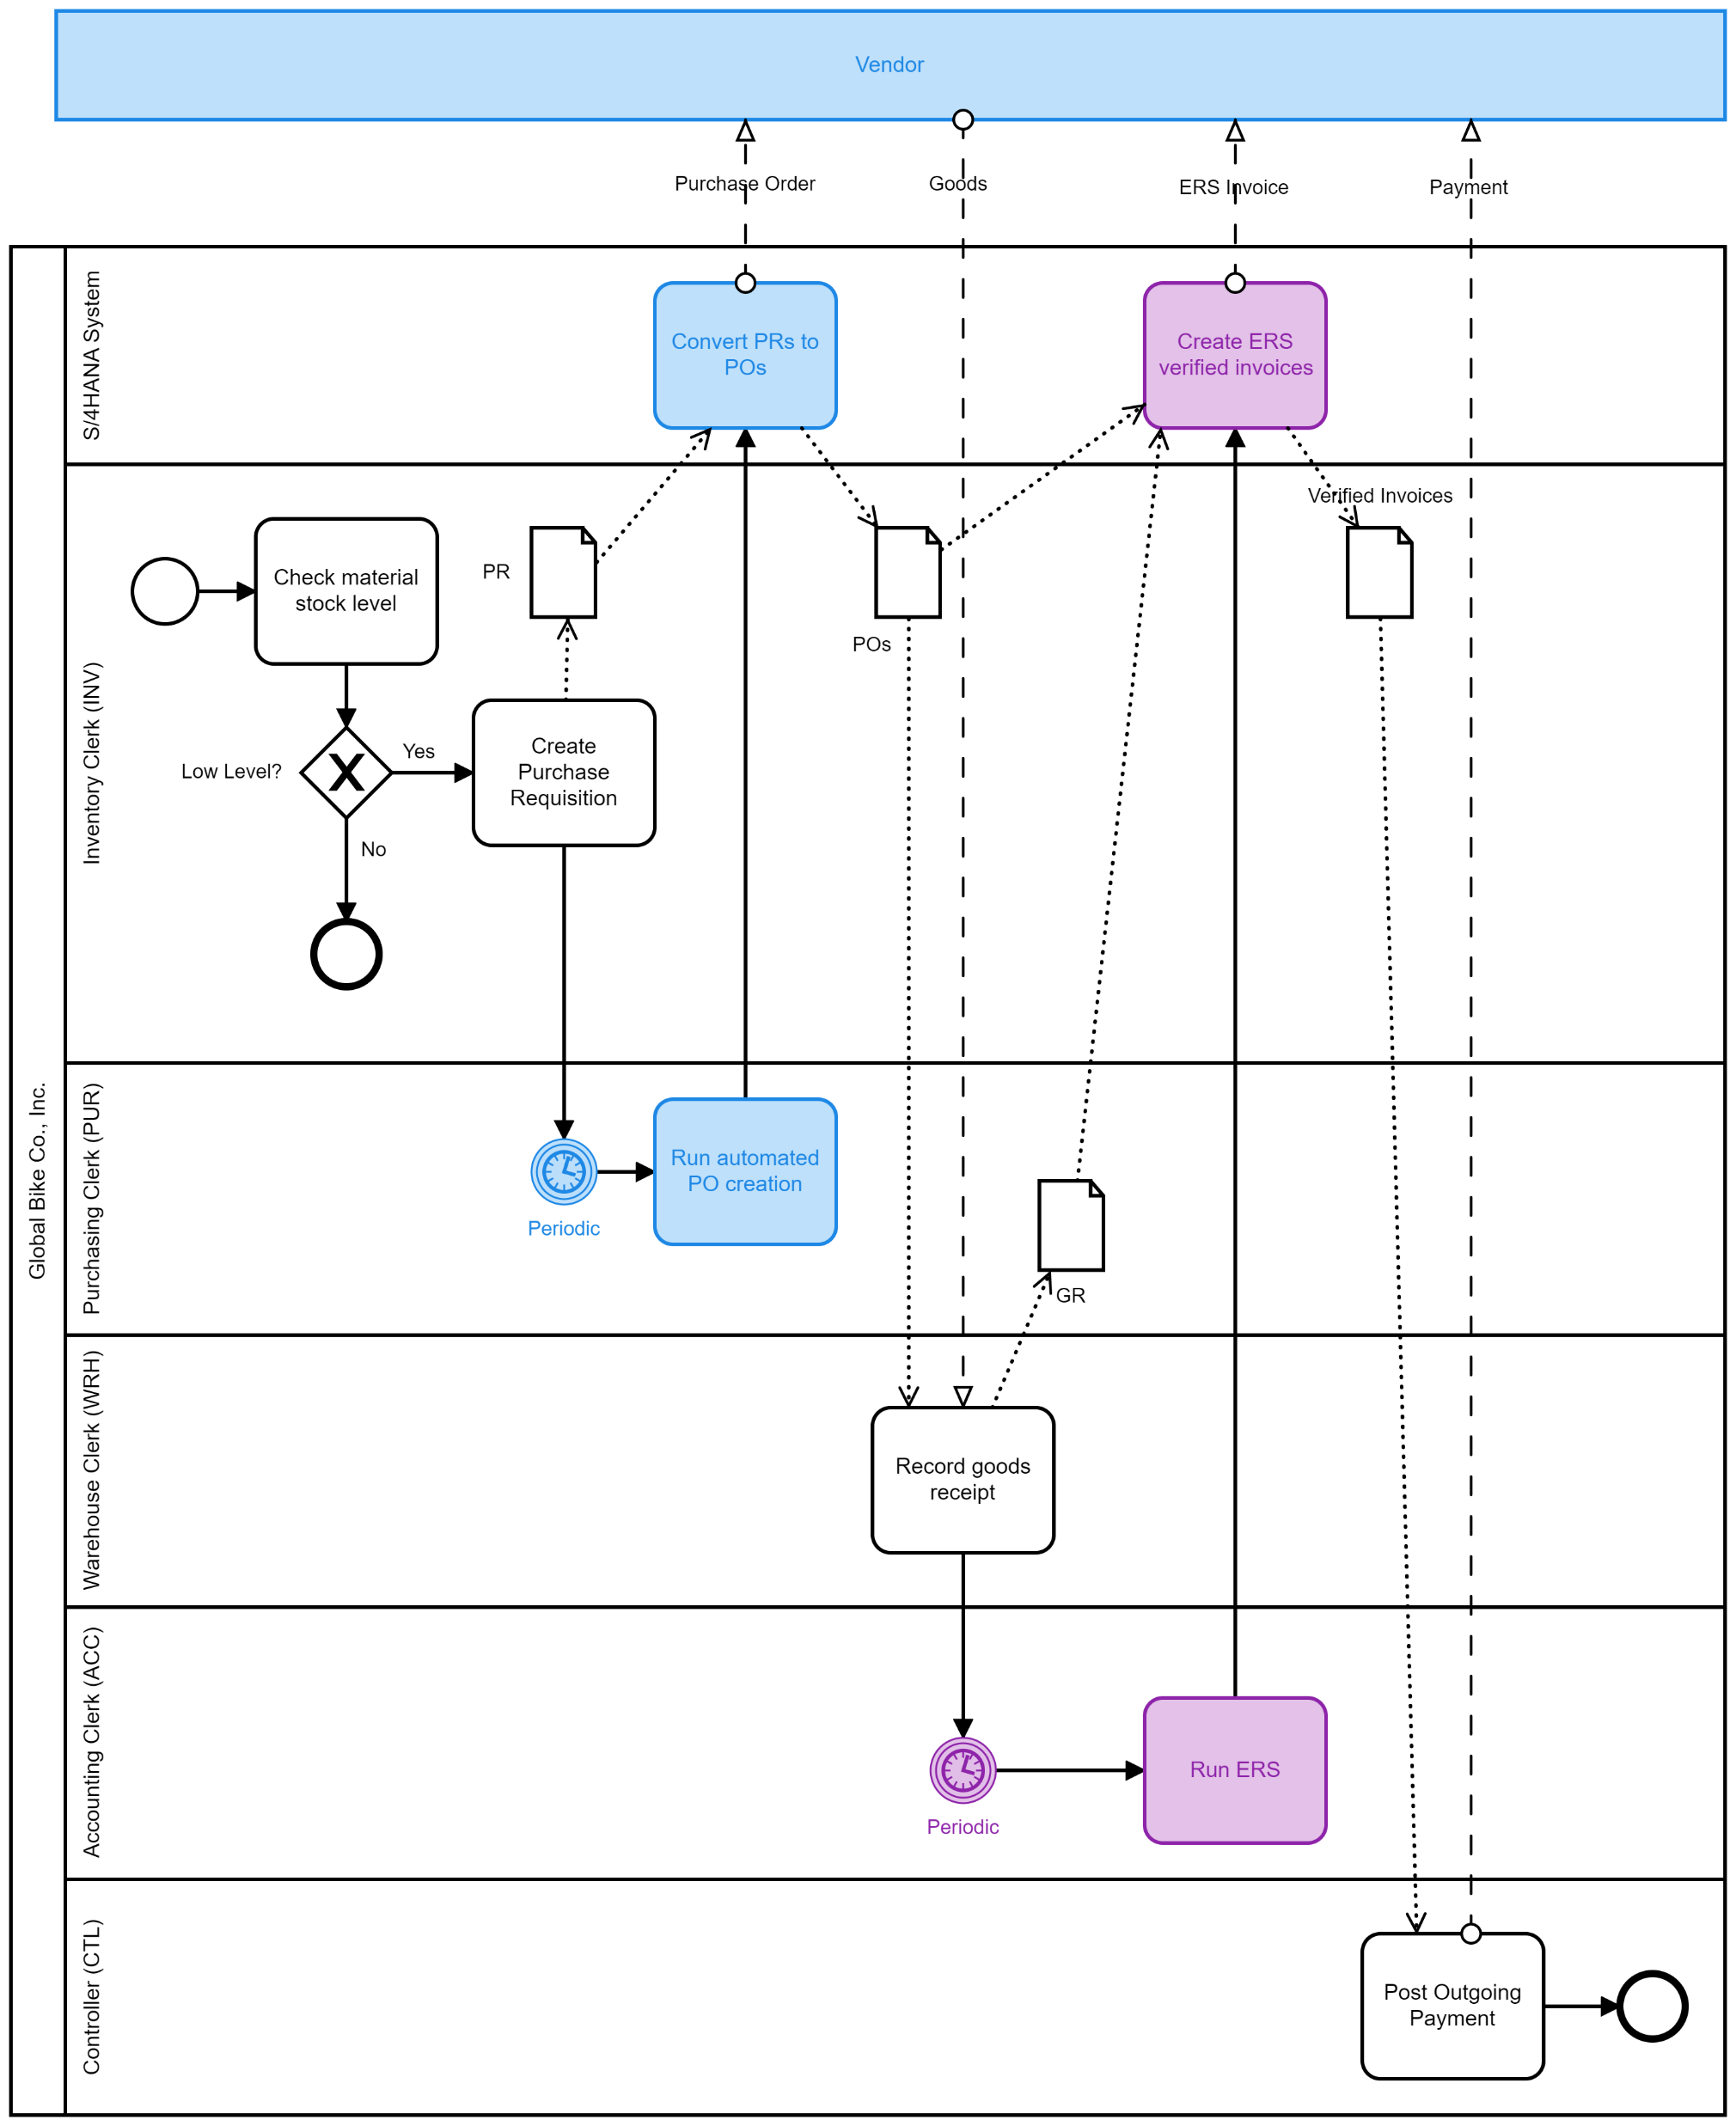 Vendor
Purchase Order
Goods
ERS Invoice
Payment
Global Bike Co., Inc.
S/4HANA System
Convert PRs to
POs
Create ERS
verified invoices
Inventory Clerk (INV)
Check material
stock level
PR
POs
Verified Invoices
Low Level?
Yes
No
Create
Purchase
Requisition
Purchasing Clerk (PUR)
Periodic
Run automated
PO creation
GR
Warehouse Clerk (WRH)
Record goods
receipt
Accounting Clerk (ACC)
Periodic
Run ERS
Controller (CTL)
Post Outgoing
Payment